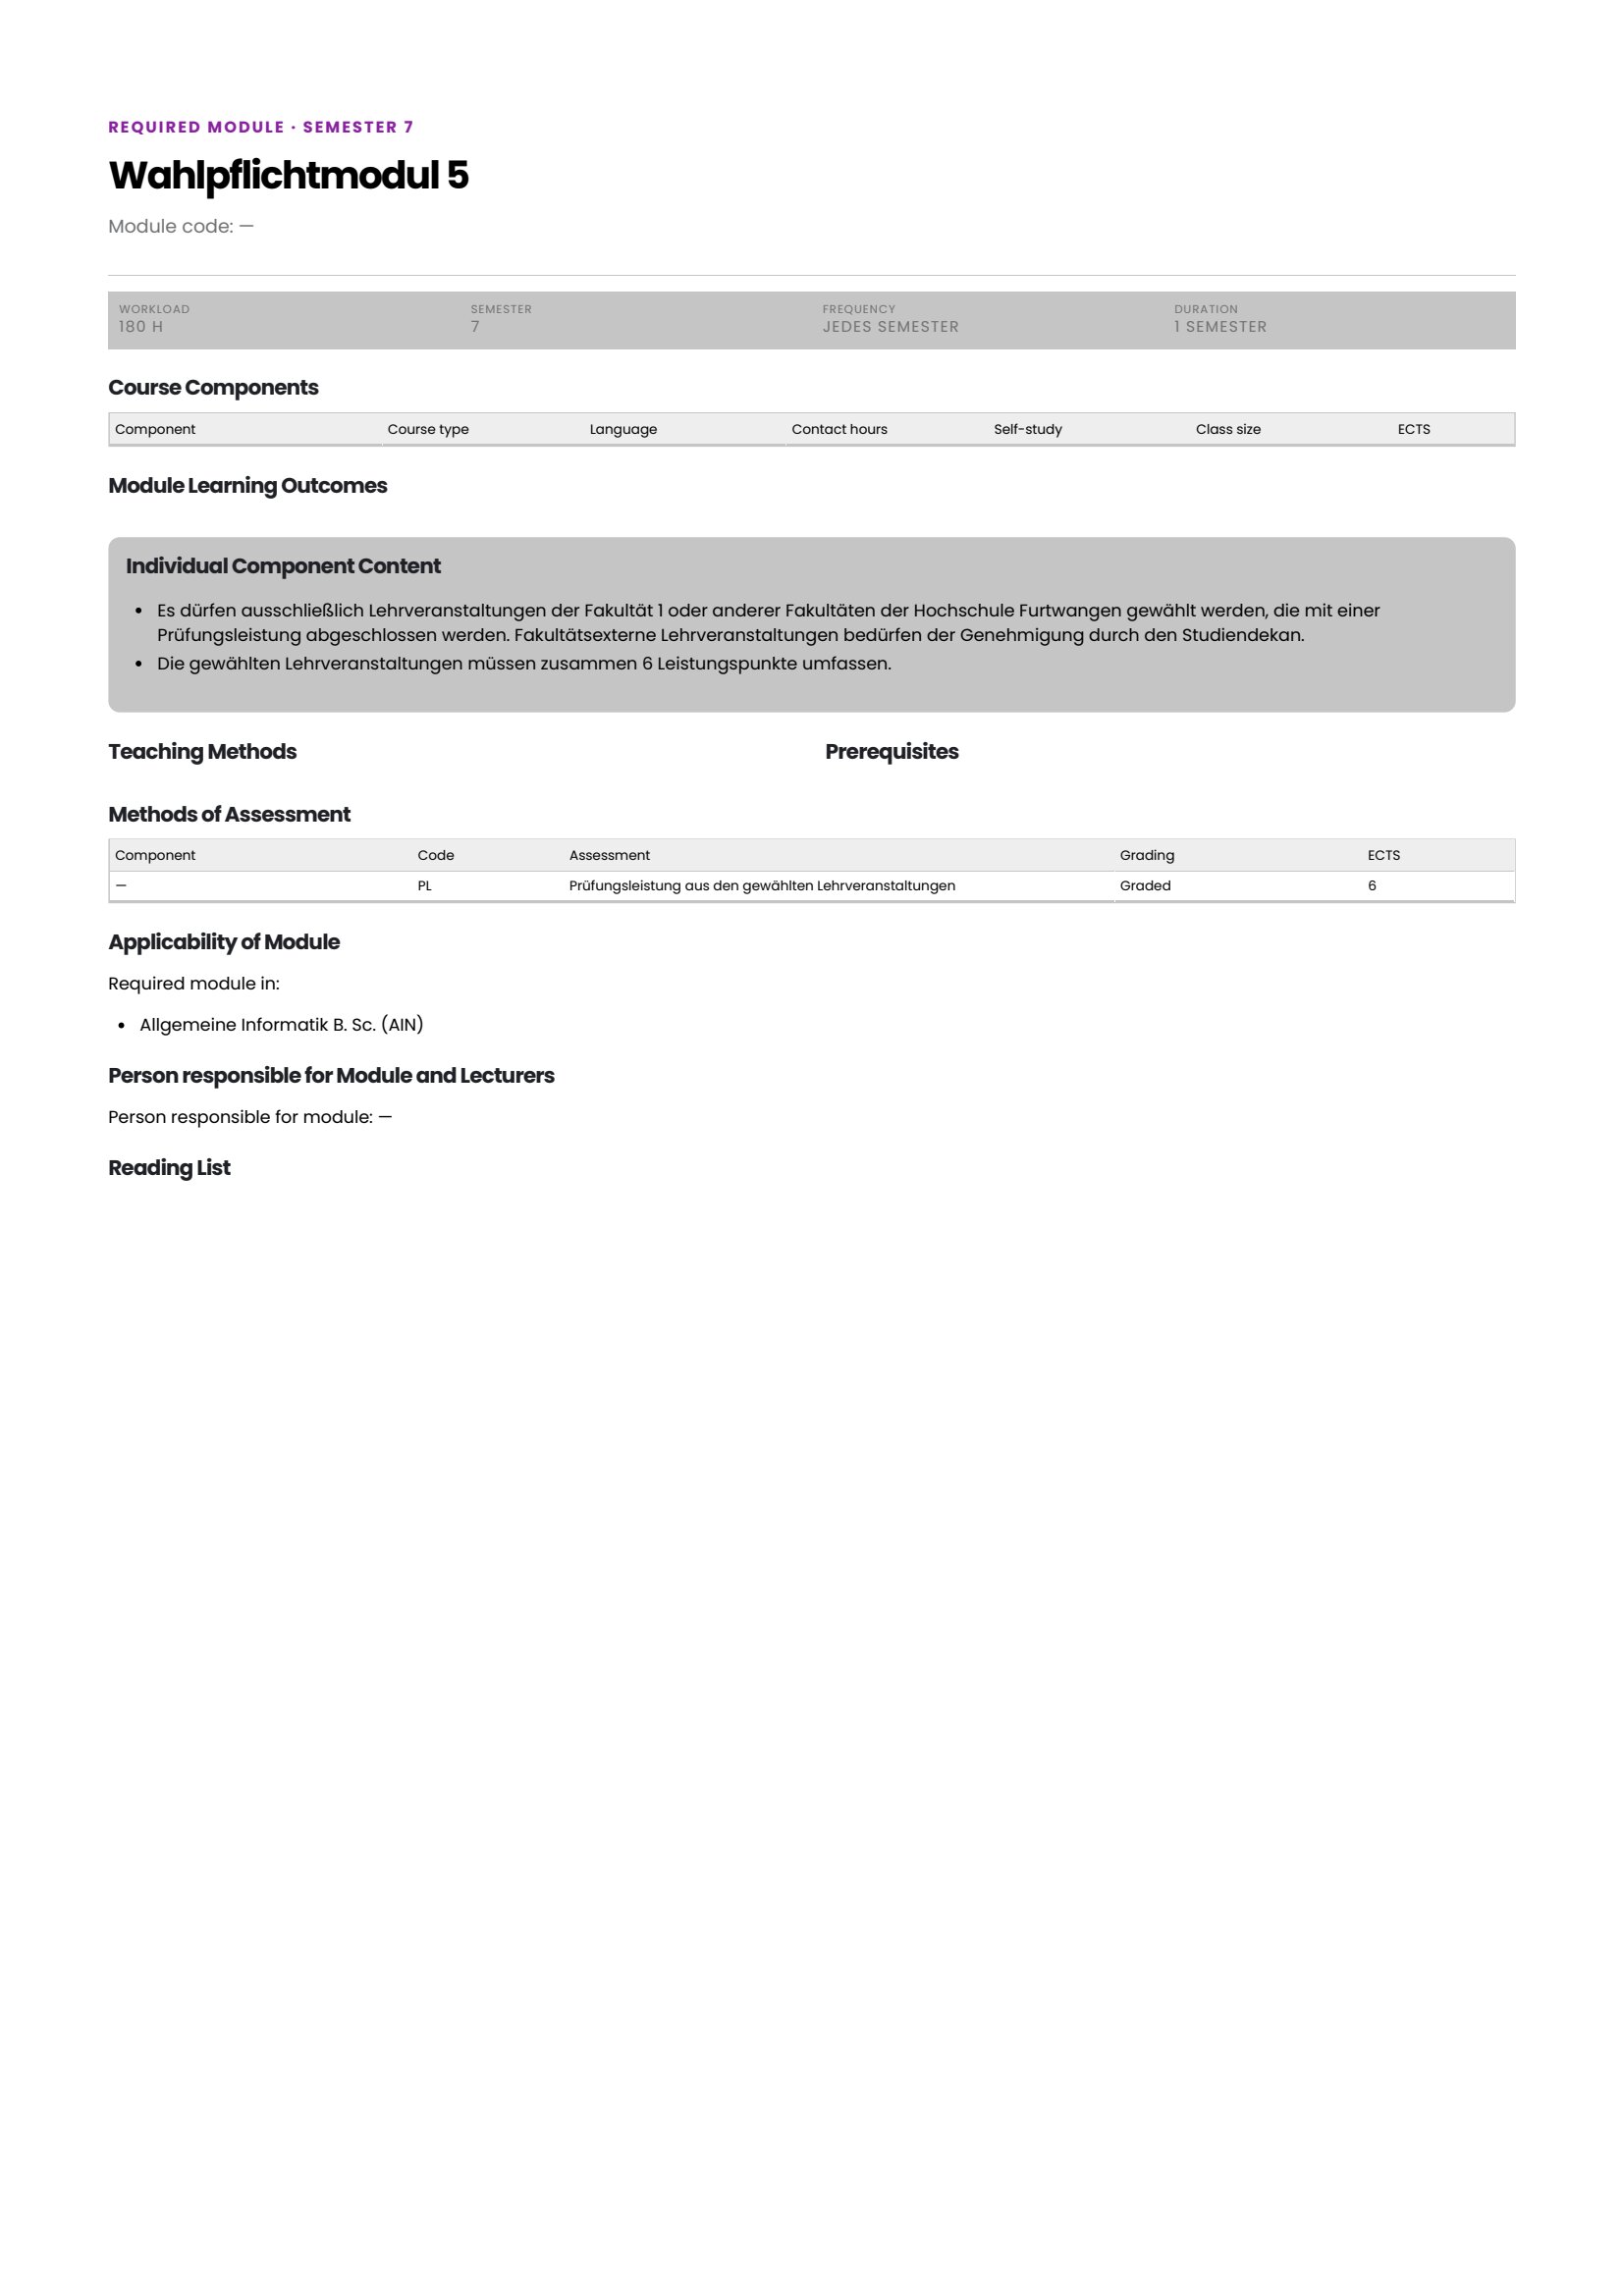 REQUIRED MODULE · SEMESTER 7
Wahlpflichtmodul 5
Module code: —
WORKLOAD SEMESTER FREQUENCY DURATION
180 H 7 JEDES SEMESTER 1 SEMESTER
Course Components
Component Course type Language Contact hours Self-study Class size ECTS
Module Learning Outcomes
Individual Component Content
• Es dürfen ausschließlich Lehrveranstaltungen der Fakultät 1 oder anderer Fakultäten der Hochschule Furtwangen gewählt werden, die mit einer
Prüfungsleistung abgeschlossen werden. Fakultätsexterne Lehrveranstaltungen bedürfen der Genehmigung durch den Studiendekan.
• Die gewählten Lehrveranstaltungen müssen zusammen 6 Leistungspunkte umfassen.
Teaching Methods Prerequisites
Methods of Assessment
Component Code Assessment Grading ECTS
— PL Prüfungsleistung aus den gewählten Lehrveranstaltungen Graded 6
Applicability of Module
Required module in:
• Allgemeine Informatik B. Sc. (AIN)
Person responsible for Module and Lecturers
Person responsible for module: —
Reading List